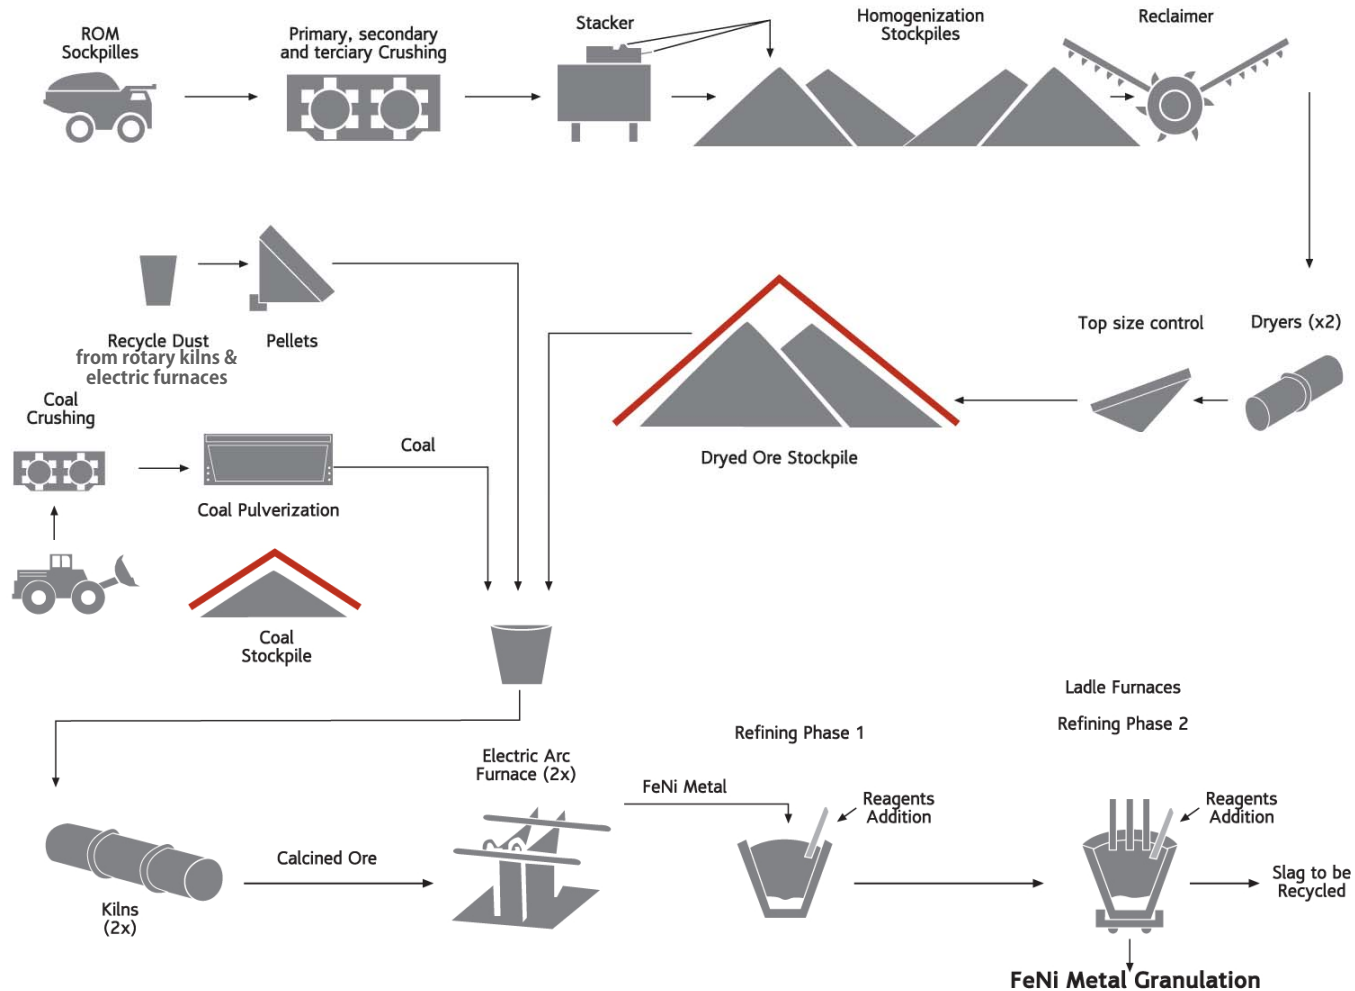 ROM
Sockpilles
Primary, secondary
and terciary Crushing
Stacker
Homogenization
Stockpiles
Reclaimer
Recycle Dust
from rotary kilns &
electric furnaces
Pellets
Top size control
Dryers (x2)
Coal
Crushing
Coal
Dryed Ore Stockpile
Coal Pulverization
Coal
Stockpile
Ladle Furnaces
Refining Phase 1
Refining Phase 2
Electric Arc
Furnace (2x)
FeNi Metal
Reagents
Addition
Reagents
Addition
Calcined Ore
Kilns
(2x)
Slag to be
Recycled
FeNi Metal Granulation